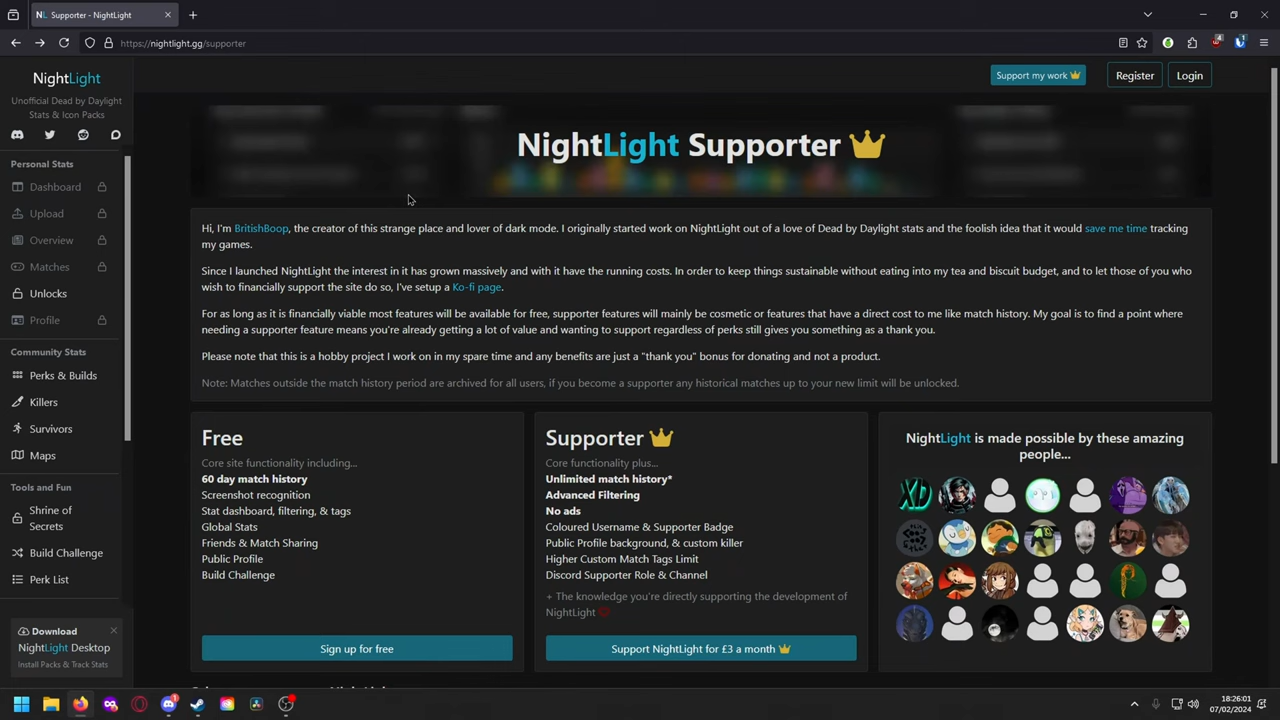 NL Supporter - NightLight
https://nightlight.gg/supporter
4
1
NightLight
Unofficial Dead by Daylight
Stats & Icon Packs
Personal Stats
Dashboard
Upload
Overview
Matches
Unlocks
Profile
Community Stats
Perks & Builds
Killers
Survivors
Maps
Tools and Fun
Shrine of
Secrets
Build Challenge
Perk List
Download
NightLight Desktop
Install Packs & Track Stats
Support my work
Register
Login
NightLight Supporter
Hi, I'm BritishBoop, the creator of this strange place and lover of dark mode. I originally started work on NightLight out of a love of Dead by Daylight stats and the foolish idea that it would save me time tracking
my games.
Since I launched NightLight the interest in it has grown massively and with it have the running costs. In order to keep things sustainable without eating into my tea and biscuit budget, and to let those of you who
wish to financially support the site do so, I've setup a Ko-fi page.
For as long as it is financially viable most features will be available for free, supporter features will mainly be cosmetic or features that have a direct cost to me like match history. My goal is to find a point where
needing a supporter feature means you're already getting a lot of value and wanting to support regardless of perks still gives you something as a thank you.
Please note that this is a hobby project I work on in my spare time and any benefits are just a "thank you" bonus for donating and not a product.
Note: Matches outside the match history period are archived for all users, if you become a supporter any historical matches up to your new limit will be unlocked.
Free
Core site functionality including...
60 day match history
Screenshot recognition
Stat dashboard, filtering, & tags
Global Stats
Friends & Match Sharing
Public Profile
Build Challenge
Sign up for free
Supporter
Core functionality plus...
Unlimited match history*
Advanced Filtering
No ads
Coloured Username & Supporter Badge
Public Profile background, & custom killer
Higher Custom Match Tags Limit
Discord Supporter Role & Channel
+ The knowledge you're directly supporting the development of
NightLight
Support NightLight for £3 a month
NightLight is made possible by these amazing
people...
XD
18:26:01
07/02/2024